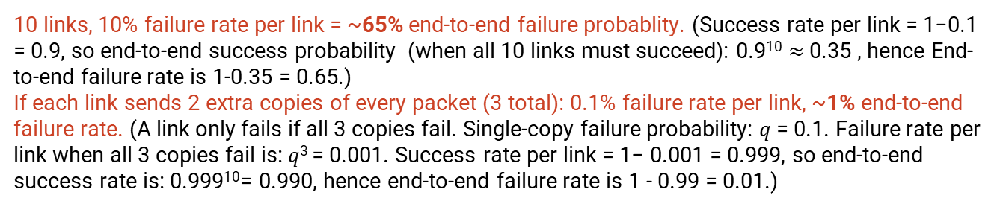 10 links, 10% failure rate per link = ~65% end-to-end failure probablity. (Success rate per link = 1−0.1
= 0.9, so end-to-end success probability (when all 10 links must succeed): 0.9¹⁰ ≈ 0.35 , hence End-
to-end failure rate is 1-0.35 = 0.65.)
If each link sends 2 extra copies of every packet (3 total): 0.1% failure rate per link, ~1% end-to-end
failure rate. (A link only fails if all 3 copies fail. Single-copy failure probability: 𝑞 = 0.1. Failure rate per
link when all 3 copies fail is: 𝑞³ = 0.001. Success rate per link = 1− 0.001 = 0.999, so end-to-end
success rate is: 0.999¹⁰= 0.990, hence end-to-end failure rate is 1 - 0.99 = 0.01.)